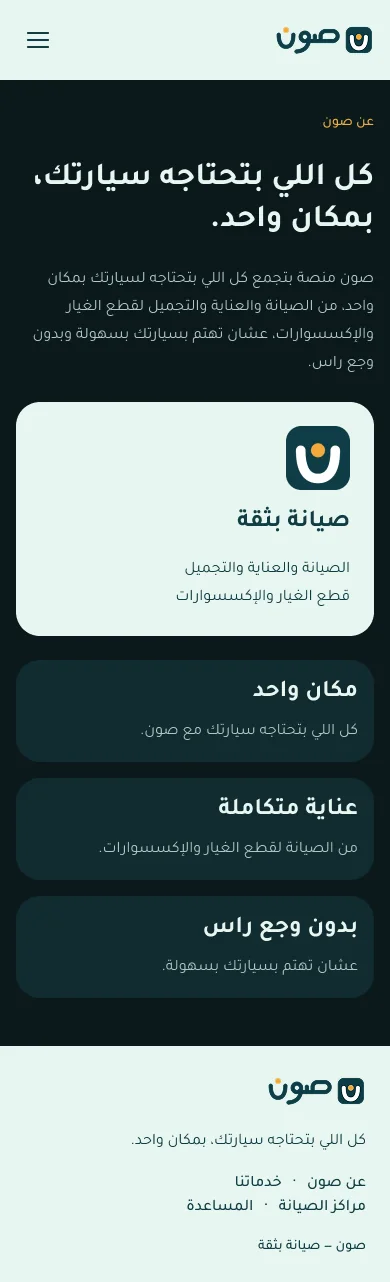 صون
عن صون
كل اللي بتحتاجه سيارتك،
بمكان واحد.
صون منصة بتجمع كل اللي بتحتاجه لسيارتك بمكان
واحد، من الصيانة والعناية والتجميل لقطع الغيار
والإكسسوارات، عشان تهتم بسيارتك بسهولة وبدون
وجع راس.
صيانة بثقة
الصيانة والعناية والتجميل
قطع الغيار والإكسسوارات
مكان واحد
كل اللي بتحتاجه سيارتك مع صون.
عناية متكاملة
من الصيانة لقطع الغيار والإكسسوارات.
بدون وجع راس
عشان تهتم بسيارتك بسهولة.
صون
كل اللي بتحتاجه سيارتك، بمكان واحد.
عن صون · خدماتنا
مراكز الصيانة · المساعدة
صون – صيانة بثقة